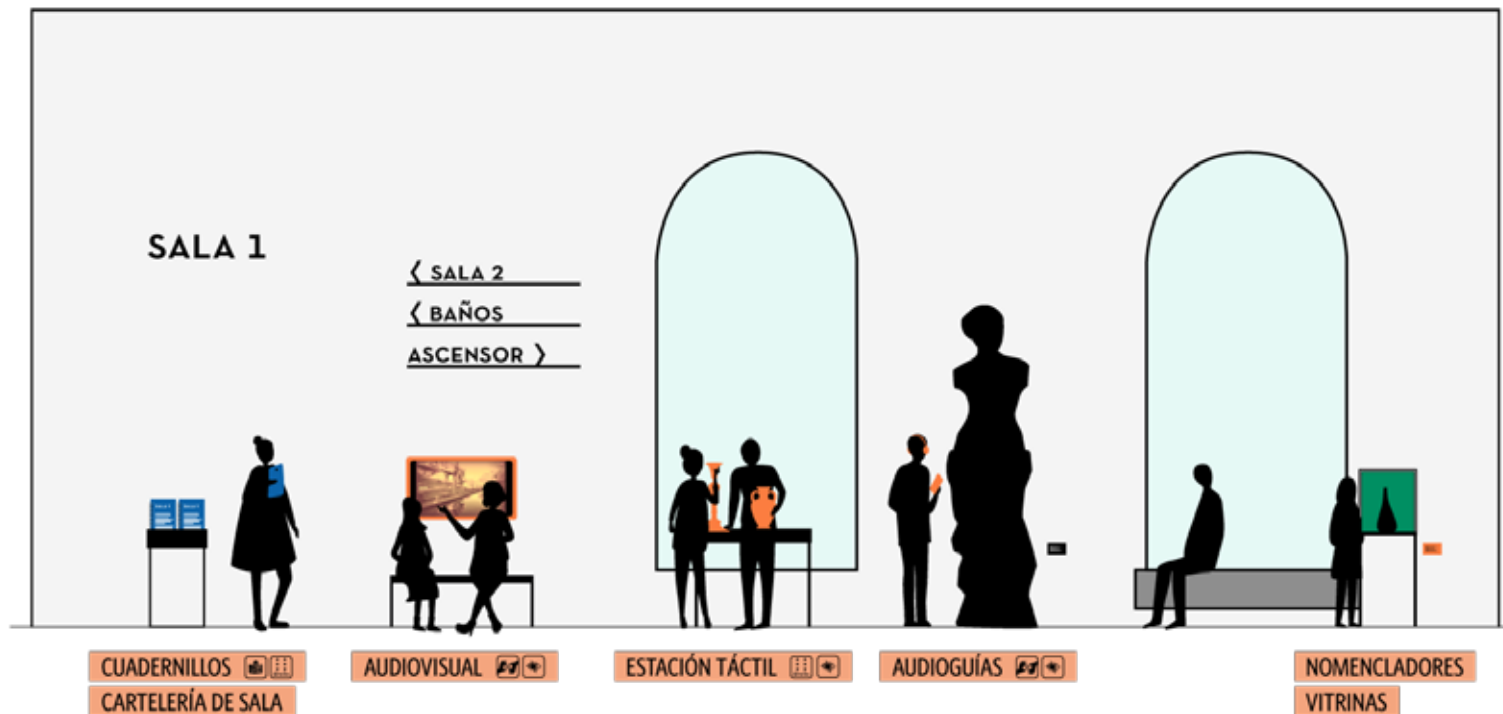 SALA 1
〈 SALA 2
〈 BAÑOS
ASCENSOR 〉
CUADERNILLOS
CARTELERÍA DE SALA
AUDIOVISUAL
ESTACIÓN TÁCTIL
AUDIOGUÍAS
NOMENCLADORES
VITRINAS